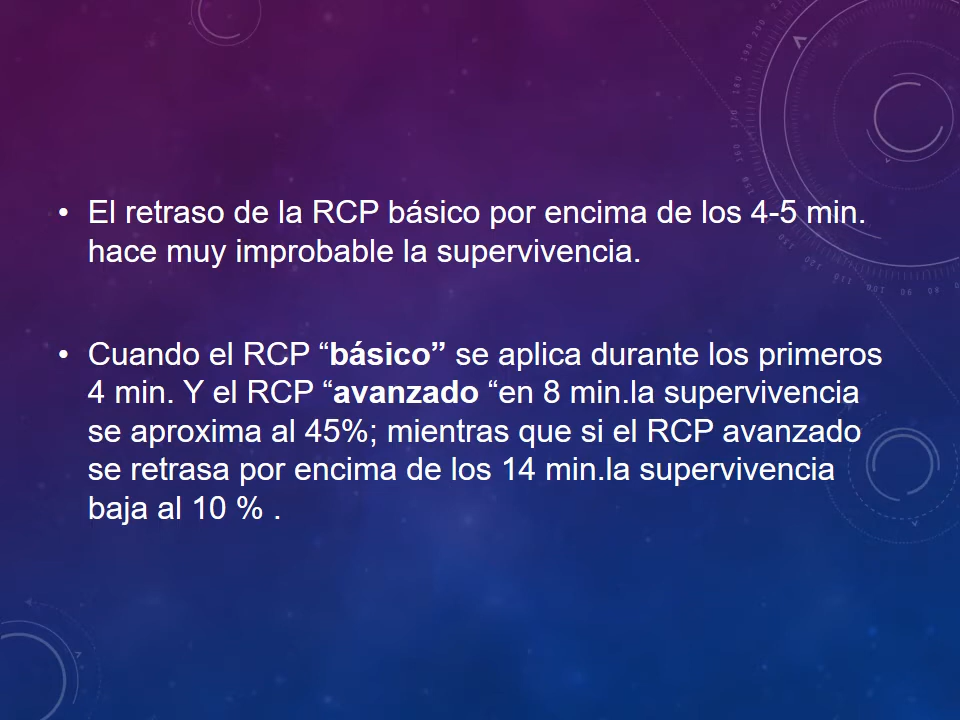 • El retraso de la RCP básico por encima de los 4-5 min.
hace muy improbable la supervivencia.
• Cuando el RCP “básico” se aplica durante los primeros
4 min. Y el RCP “avanzado “en 8 min.la supervivencia
se aproxima al 45%; mientras que si el RCP avanzado
se retrasa por encima de los 14 min.la supervivencia
baja al 10 % .